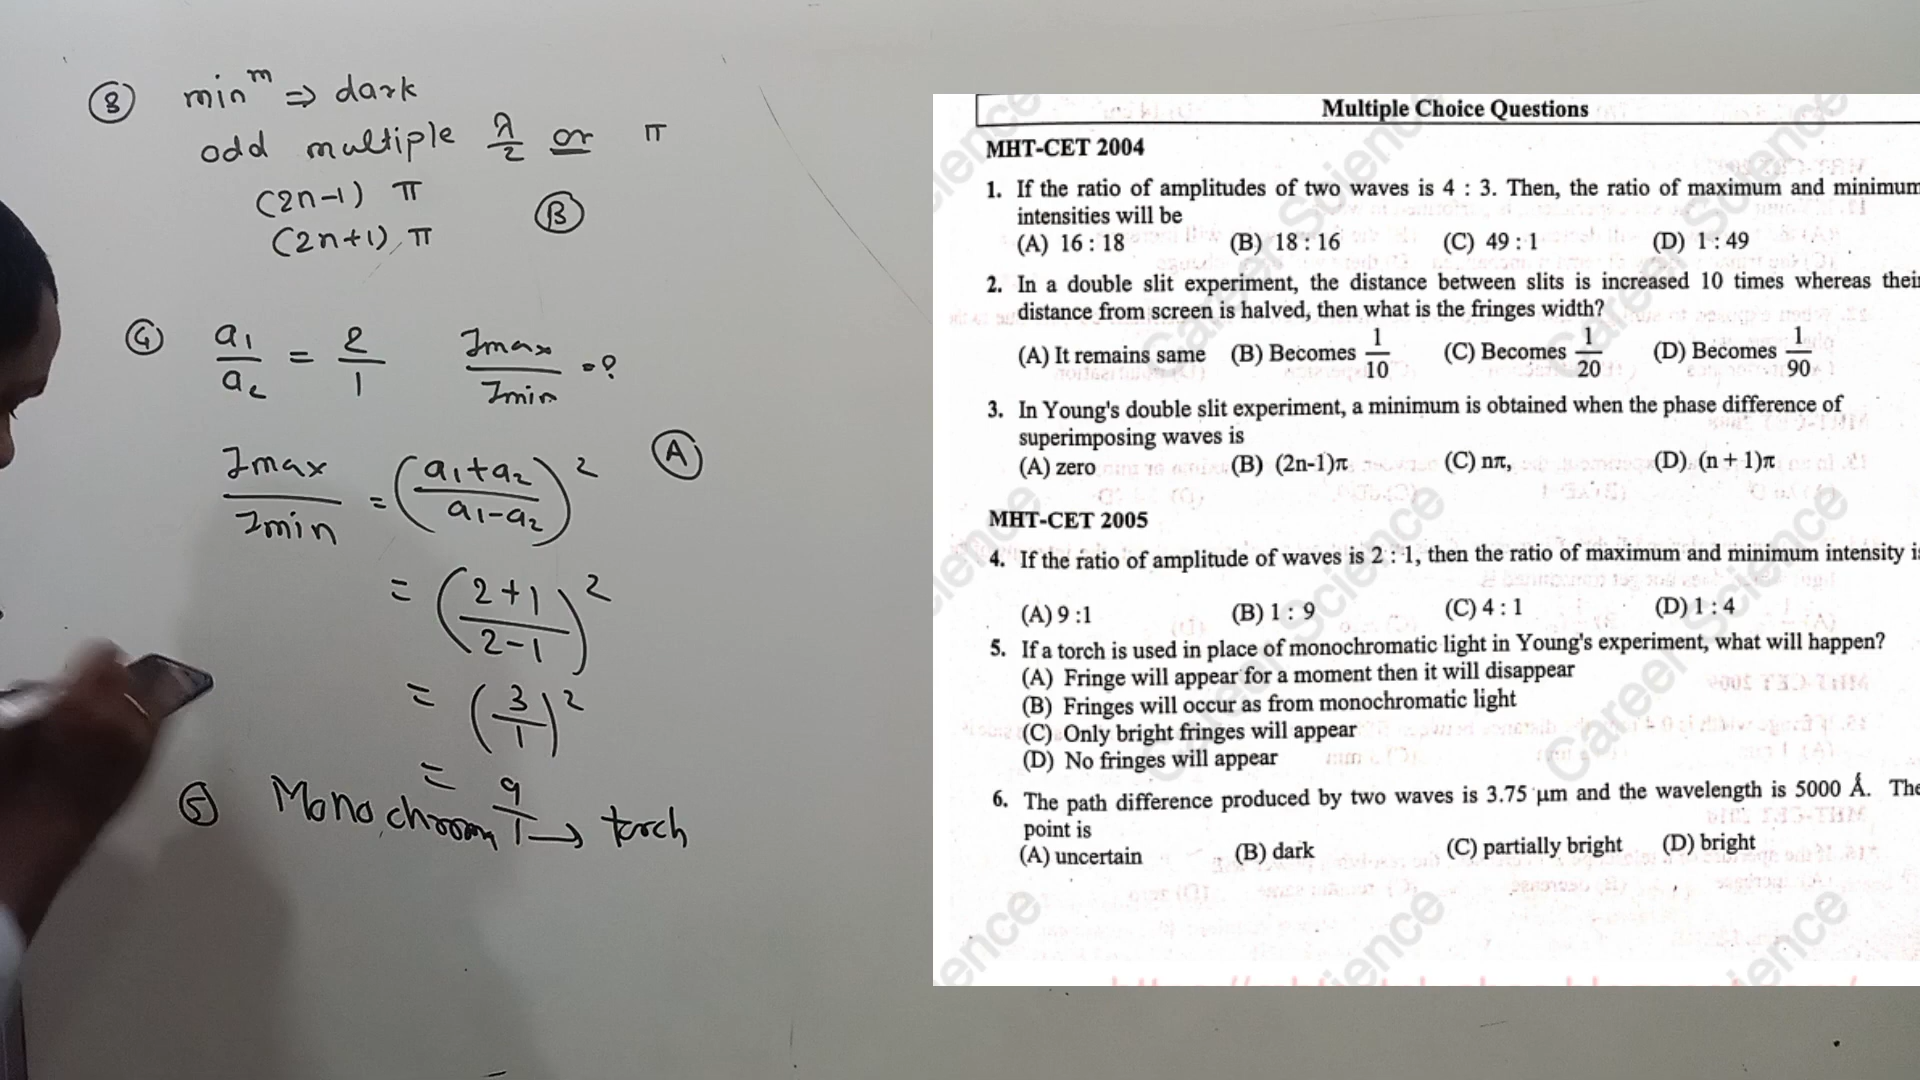 3 minᵐ ⇒ dark
odd multiple λ/2 or π
(2n-1) π
(2n+1) π
B
4 a₁/a₂ = 2/1 Imax/Imin = ?
Imax/Imin = (a₁+a₂/a₁-a₂)² A
= (2+1/2-1)²
= (3/1)²
= 9/1
5 Monochrom → torch
Multiple Choice Questions
MHT-CET 2004
1. If the ratio of amplitudes of two waves is 4 : 3. Then, the ratio of maximum and minimum
intensities will be
(A) 16 : 18 (B) 18 : 16 (C) 49 : 1 (D) 1 : 49
2. In a double slit experiment, the distance between slits is increased 10 times whereas their
distance from screen is halved, then what is the fringes width?
(A) It remains same (B) Becomes 1/10 (C) Becomes 1/20 (D) Becomes 1/90
3. In Young's double slit experiment, a minimum is obtained when the phase difference of
superimposing waves is
(A) zero (B) (2n-1)π (C) nπ, (D) (n + 1)π
MHT-CET 2005
4. If the ratio of amplitude of waves is 2 : 1, then the ratio of maximum and minimum intensity is
(A) 9 :1 (B) 1 : 9 (C) 4 : 1 (D) 1 : 4
5. If a torch is used in place of monochromatic light in Young's experiment, what will happen?
(A) Fringe will appear for a moment then it will disappear
(B) Fringes will occur as from monochromatic light
(C) Only bright fringes will appear
(D) No fringes will appear
6. The path difference produced by two waves is 3.75 μm and the wavelength is 5000 Å. The
point is
(A) uncertain (B) dark (C) partially bright (D) bright
Career Science